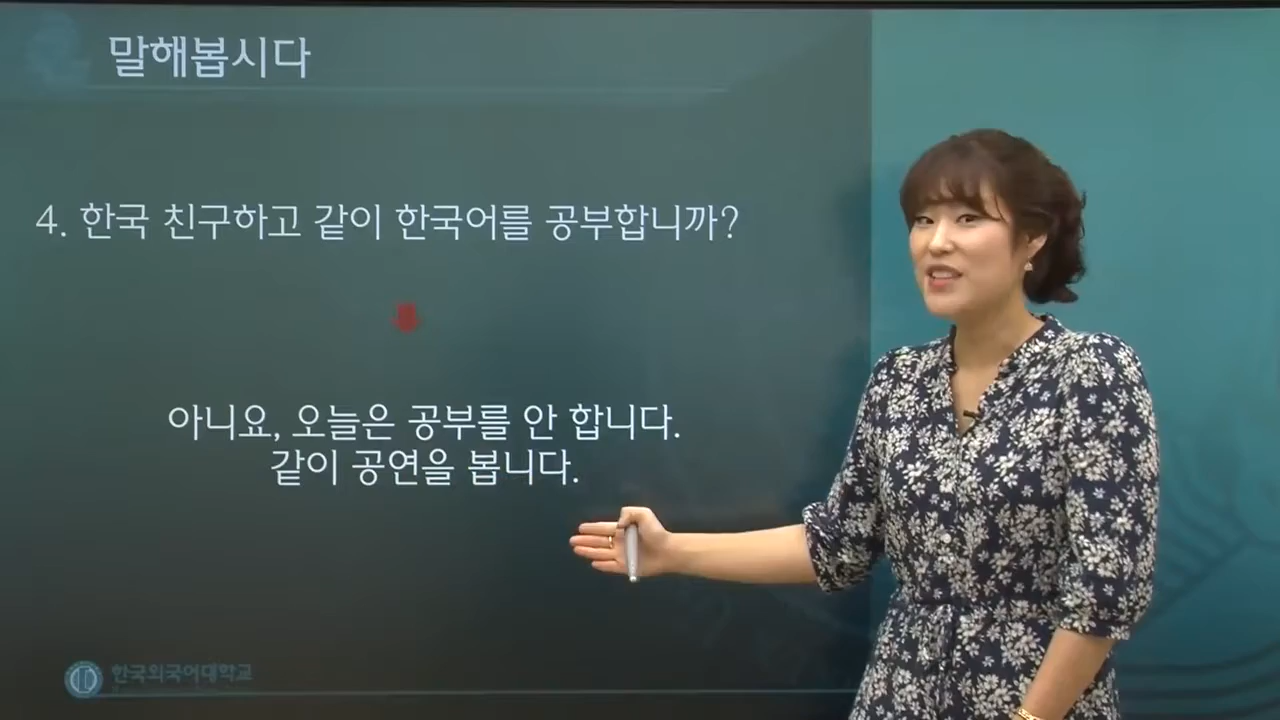 말해봅시다
4. 한국 친구하고 같이 한국어를 공부합니까?
아니요, 오늘은 공부를 안 합니다.
같이 공연을 봅니다.
한국외국어대학교